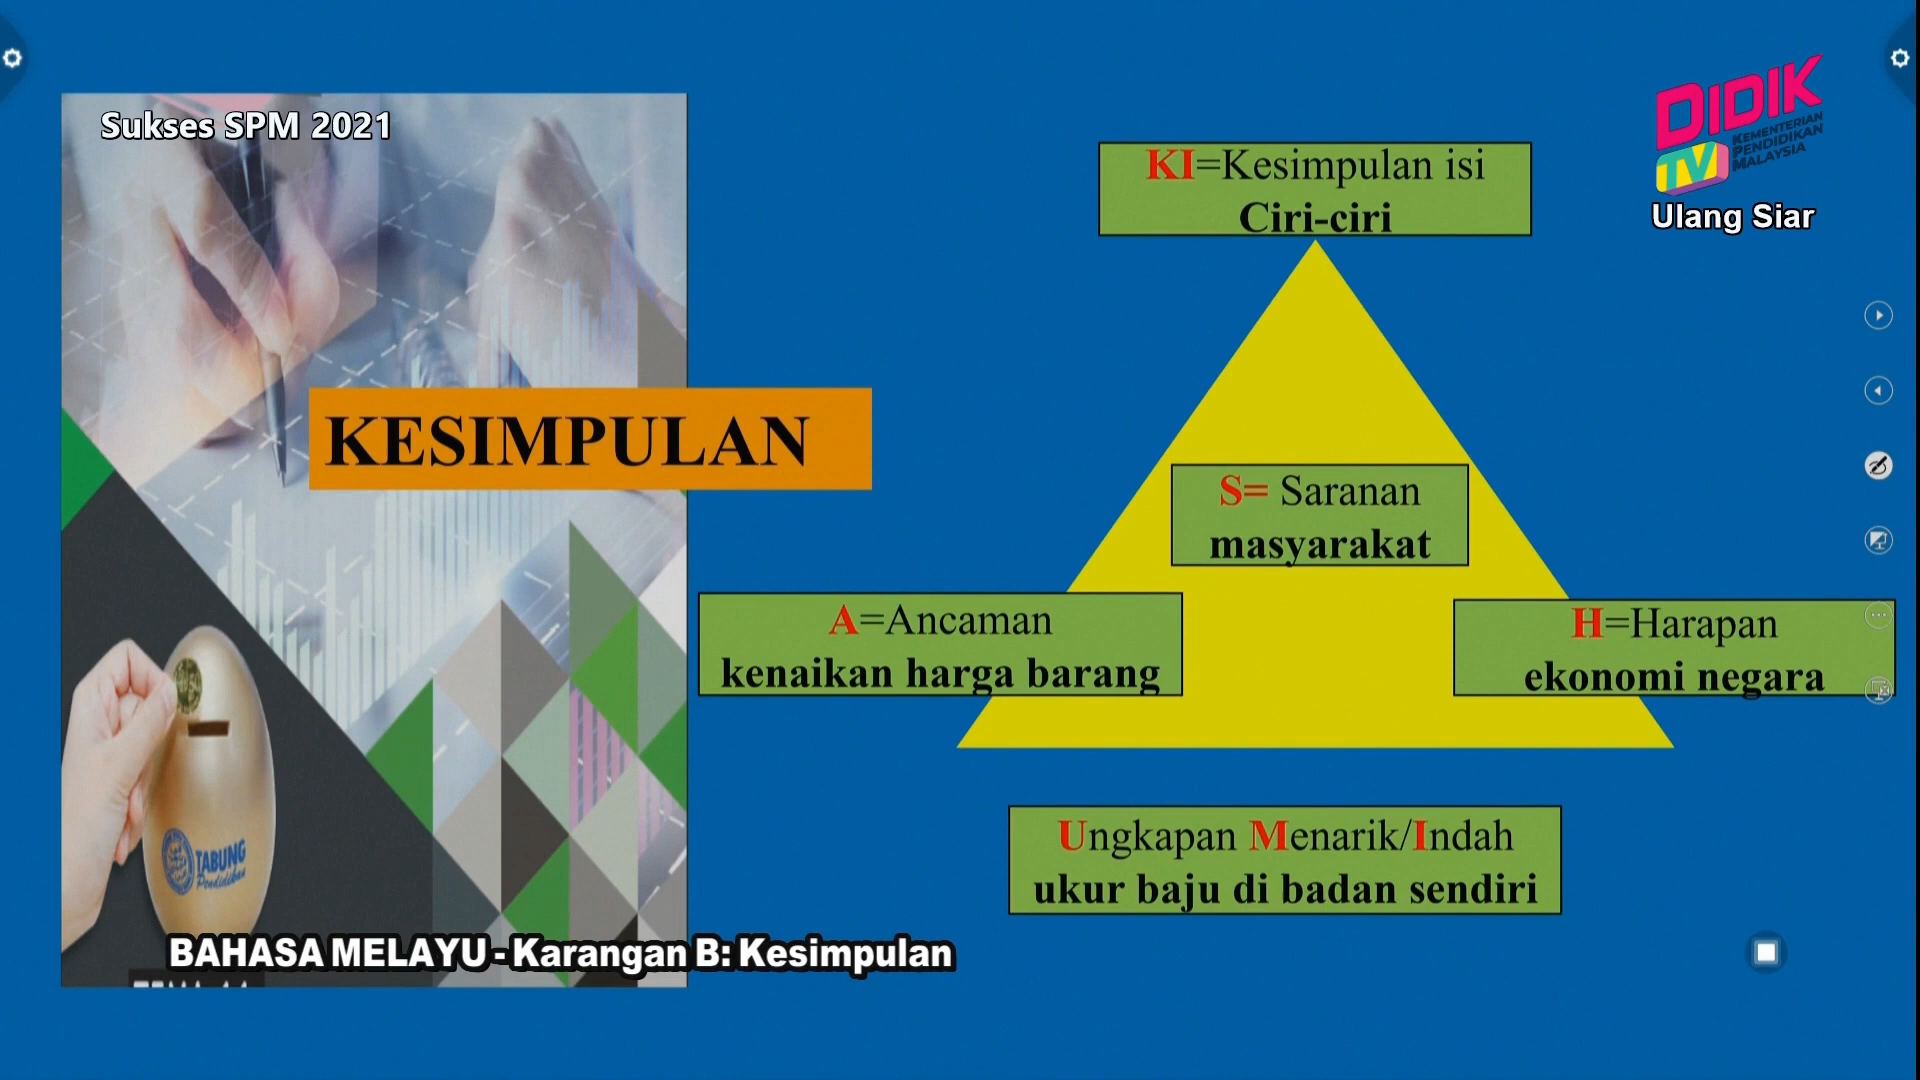 Sukses SPM 2021
DIDIK
TV
KEMENTERIAN
PENDIDIKAN
MALAYSIA
Ulang Siar
KI=Kesimpulan isi
Ciri-ciri
KESIMPULAN
S= Saranan
masyarakat
A=Ancaman
kenaikan harga barang
H=Harapan
ekonomi negara
Ungkapan Menarik/Indah
ukur baju di badan sendiri
TABUNG
Pendidikan
BAHASA MELAYU - Karangan B: Kesimpulan